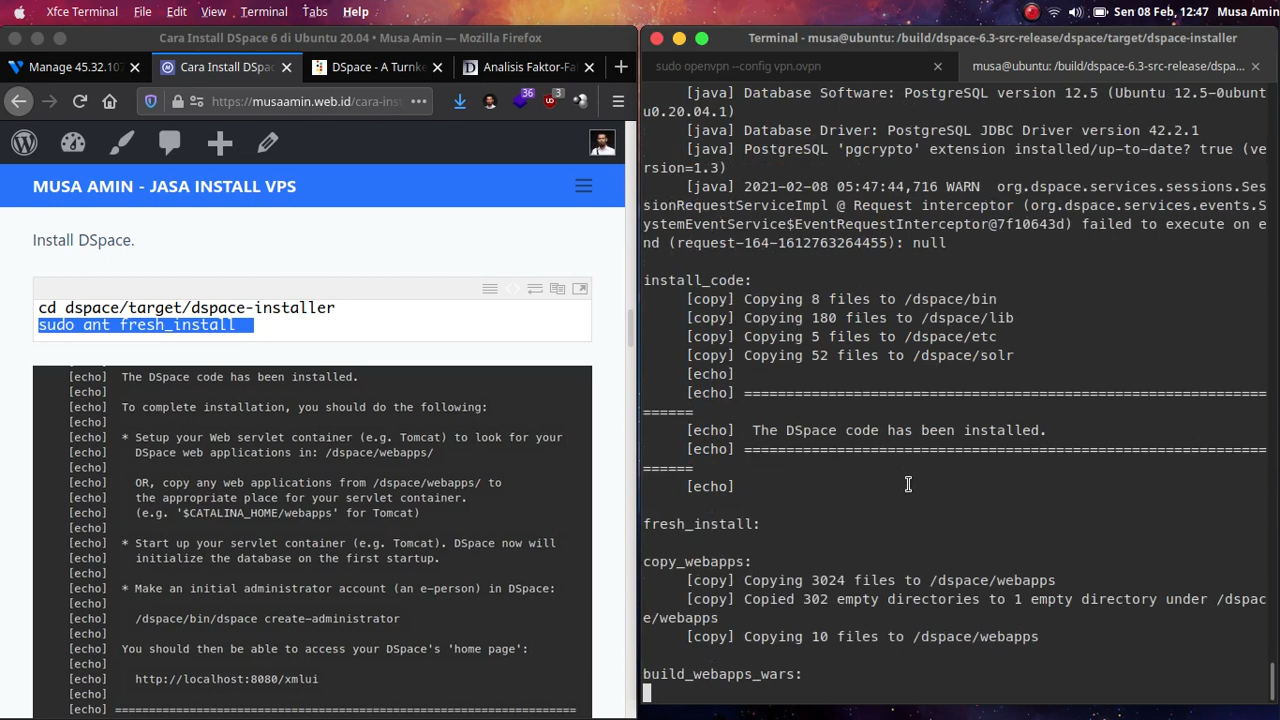 Xfce Terminal File Edit View Terminal Tabs Help
Sen 08 Feb, 12:47 Musa Amin
Cara Install DSpace 6 di Ubuntu 20.04 • Musa Amin — Mozilla Firefox
Manage 45.32.107
Cara Install DSpac
DSpace - A Turnke
Analisis Faktor-Fa
https://musaamin.web.id/cara-inst
36
3
MUSA AMIN - JASA INSTALL VPS
Install DSpace.
cd dspace/target/dspace-installer
sudo ant fresh_install
[echo] The DSpace code has been installed.
[echo]
[echo] To complete installation, you should do the following:
[echo]
[echo] * Setup your Web servlet container (e.g. Tomcat) to look for your
[echo] DSpace web applications in: /dspace/webapps/
[echo]
[echo] OR, copy any web applications from /dspace/webapps/ to
[echo] the appropriate place for your servlet container.
[echo] (e.g. '$CATALINA_HOME/webapps' for Tomcat)
[echo]
[echo] * Start up your servlet container (e.g. Tomcat). DSpace now will
[echo] initialize the database on the first startup.
[echo]
[echo] * Make an initial administrator account (an e-person) in DSpace:
[echo]
[echo] /dspace/bin/dspace create-administrator
[echo]
[echo] You should then be able to access your DSpace's 'home page':
[echo]
[echo] http://localhost:8080/xmlui
[echo]
[echo] ====================================================================
Terminal - musa@ubuntu: /build/dspace-6.3-src-release/dspace/target/dspace-installer
sudo openvpn --config vpn.ovpn
musa@ubuntu: /build/dspace-6.3-src-release/dspa...
[java] Database Software: PostgreSQL version 12.5 (Ubuntu 12.5-0ubunt
u0.20.04.1)
[java] Database Driver: PostgreSQL JDBC Driver version 42.2.1
[java] PostgreSQL 'pgcrypto' extension installed/up-to-date? true (ve
rsion=1.3)
[java] 2021-02-08 05:47:44,716 WARN org.dspace.services.sessions.Ses
sionRequestServiceImpl @ Request interceptor (org.dspace.services.events.S
ystemEventService$EventRequestInterceptor@7f10643d) failed to execute on e
nd (request-164-1612763264455): null
install_code:
[copy] Copying 8 files to /dspace/bin
[copy] Copying 180 files to /dspace/lib
[copy] Copying 5 files to /dspace/etc
[copy] Copying 52 files to /dspace/solr
[echo]
[echo] ==============================================================
======
[echo] The DSpace code has been installed.
[echo] ==============================================================
======
[echo]
fresh_install:
copy_webapps:
[copy] Copying 3024 files to /dspace/webapps
[copy] Copied 302 empty directories to 1 empty directory under /dspac
e/webapps
[copy] Copying 10 files to /dspace/webapps
build_webapps_wars: